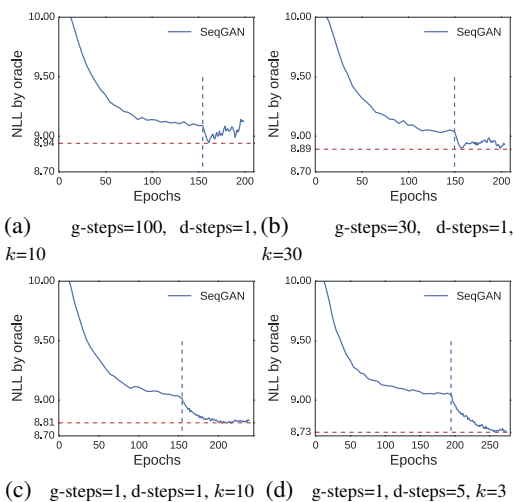 10.00
9.50
9.00
8.94
8.70
NLL by oracle
SeqGAN
0 50 100 150 200
Epochs
10.00
9.50
9.00
8.89
8.70
NLL by oracle
SeqGAN
0 50 100 150 200
Epochs
(a) g-steps=100, d-steps=1, k=10
(b) g-steps=30, d-steps=1, k=30
10.00
9.50
9.00
8.81
8.70
NLL by oracle
SeqGAN
0 50 100 150 200
Epochs
10.00
9.50
9.00
8.73
NLL by oracle
SeqGAN
0 50 100 150 200 250
Epochs
(c) g-steps=1, d-steps=1, k=10
(d) g-steps=1, d-steps=5, k=3